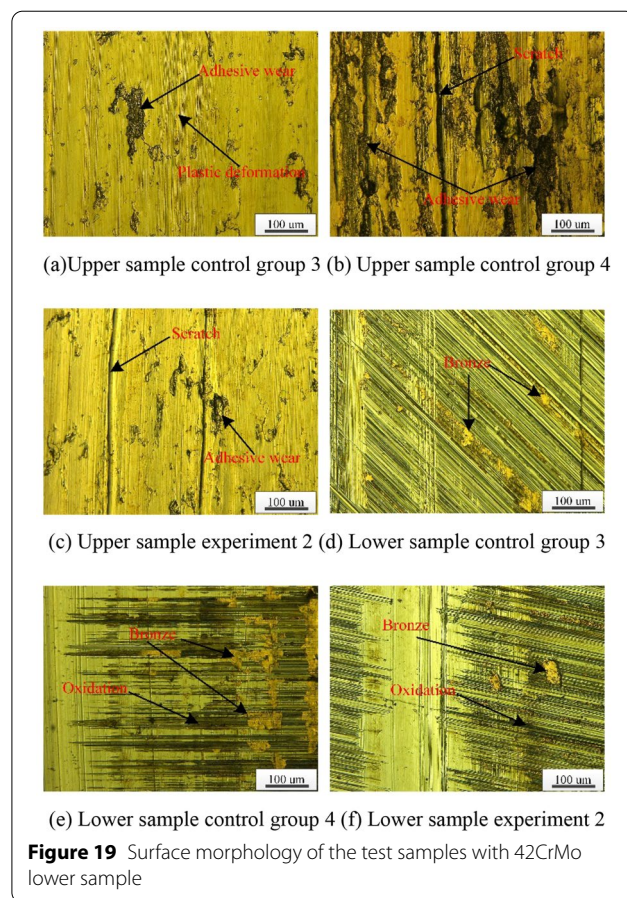 Adhesive wear
Plastic deformation
100 um
Scratch
Adhesive wear
100 um
(a)Upper sample control group 3 (b) Upper sample control group 4
Scratch
Adhesive wear
100 um
Bronze
100 um
(c) Upper sample experiment 2 (d) Lower sample control group 3
Bronze
Oxidation
100 um
Bronze
Oxidation
100 um
(e) Lower sample control group 4 (f) Lower sample experiment 2
Figure 19 Surface morphology of the test samples with 42CrMo
lower sample